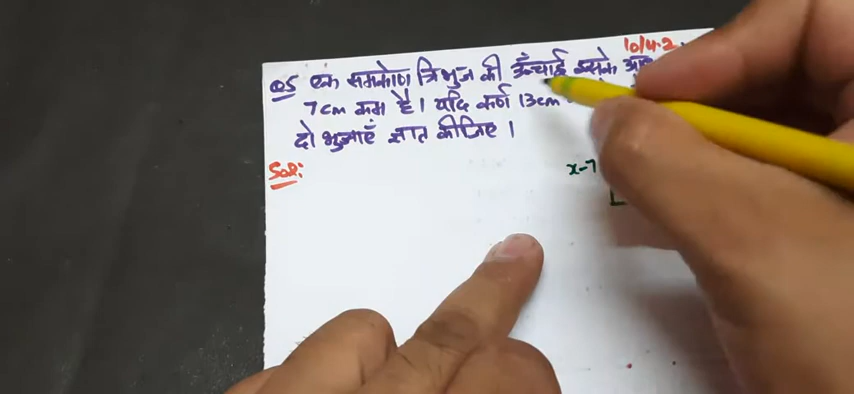 10/4.2
Q5 एक समकोण त्रिभुज की ऊँचाई इसके
7cm कम है। यदि कर्ण 13cm
दो भुजाएँ ज्ञात कीजिए।
Sol:
x-7